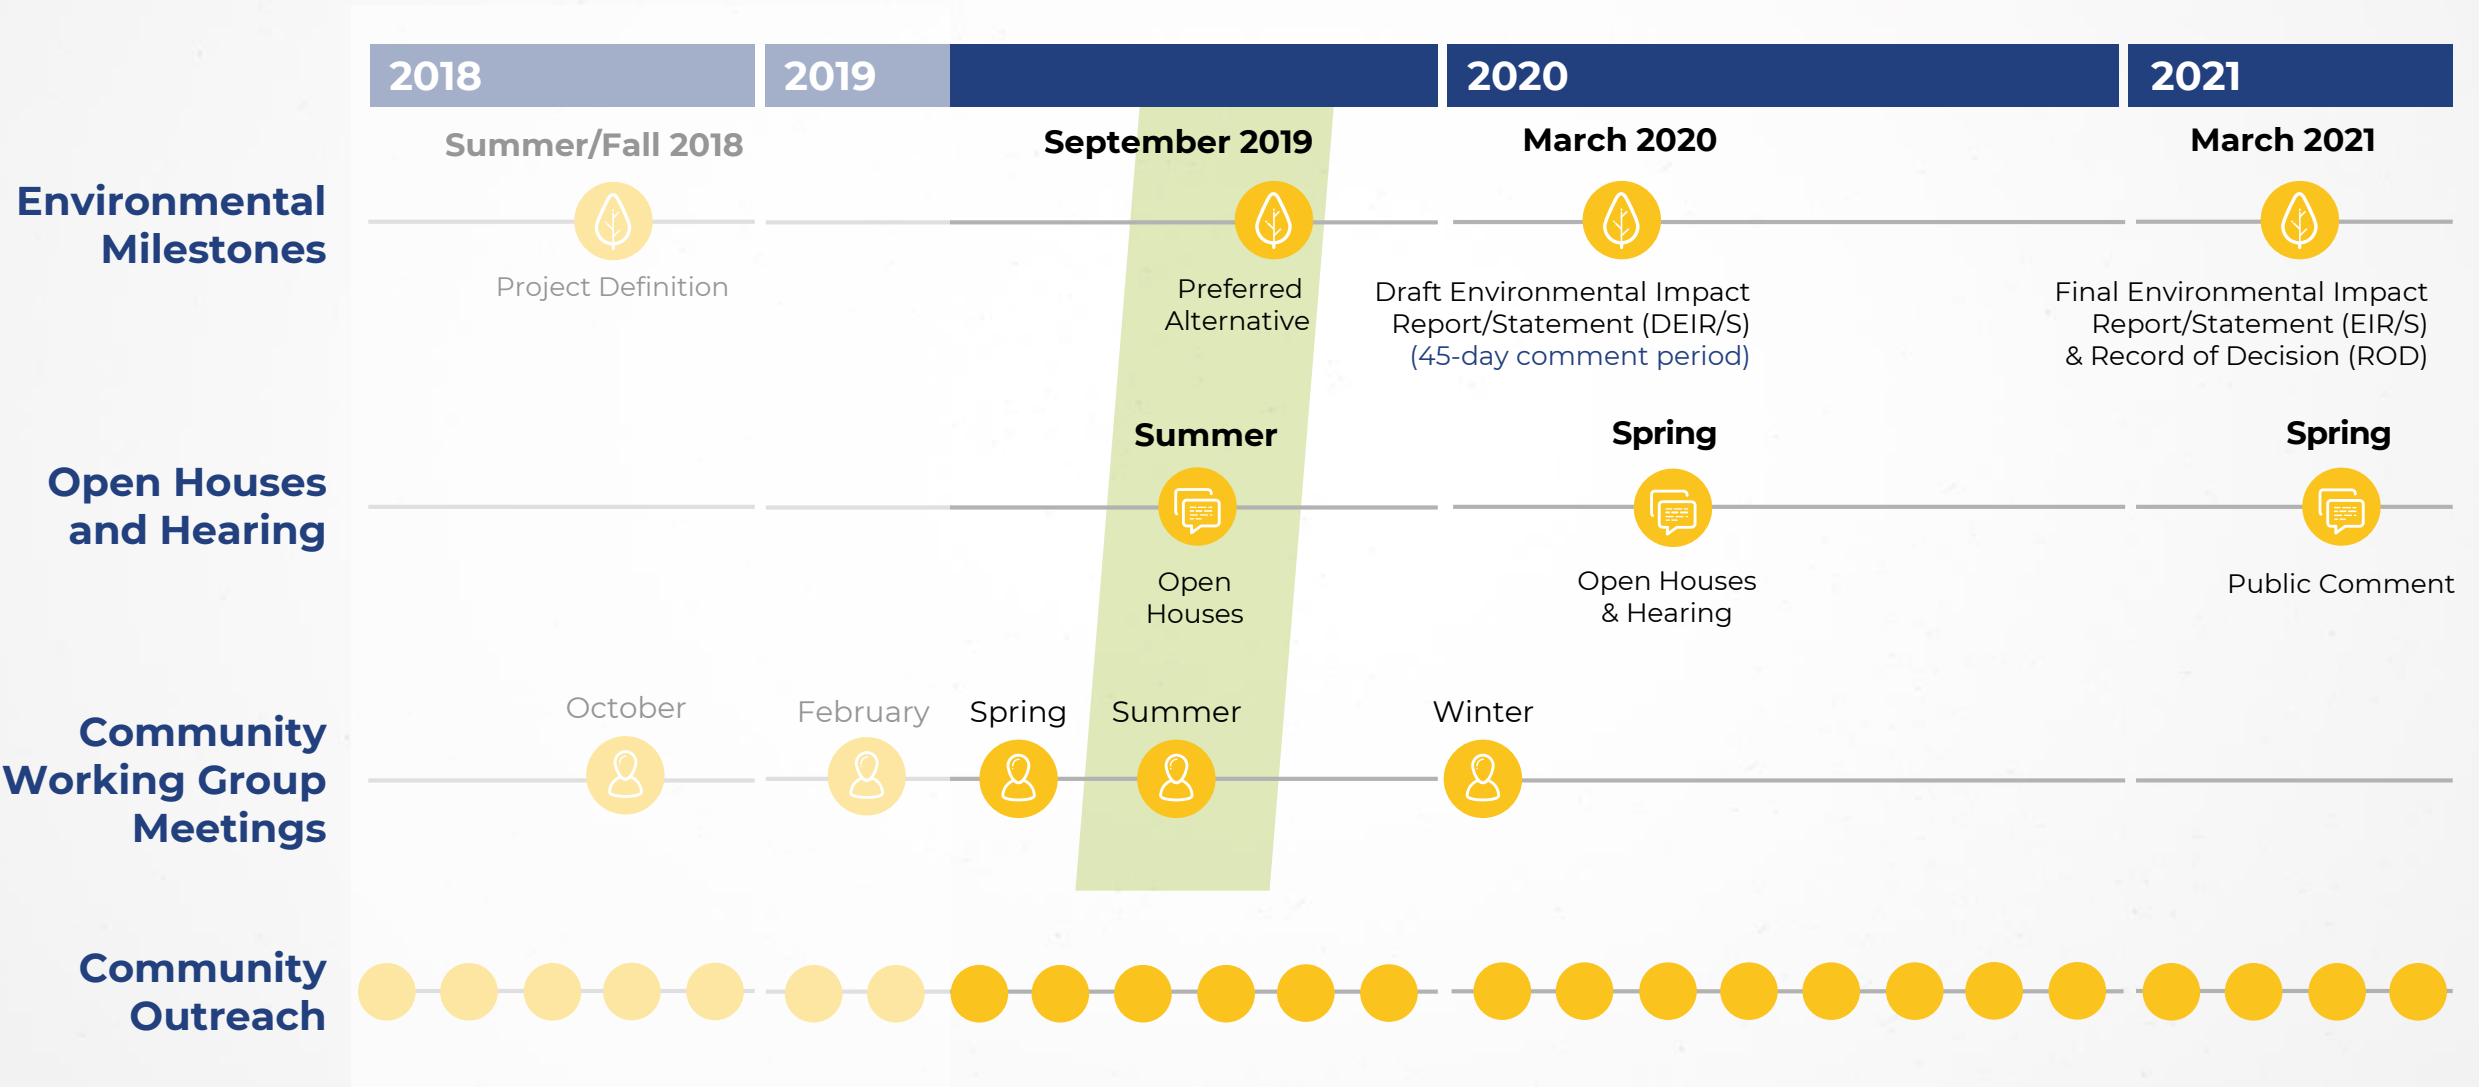 2018
2019
2020
2021
Environmental
Milestones
Summer/Fall 2018
Project Definition
September 2019
Preferred
Alternative
March 2020
Draft Environmental Impact
Report/Statement (DEIR/S)
(45-day comment period)
March 2021
Final Environmental Impact
Report/Statement (EIR/S)
& Record of Decision (ROD)
Open Houses
and Hearing
Summer
Open
Houses
Spring
Open Houses
& Hearing
Spring
Public Comment
Community
Working Group
Meetings
October
February
Spring
Summer
Winter
Community
Outreach